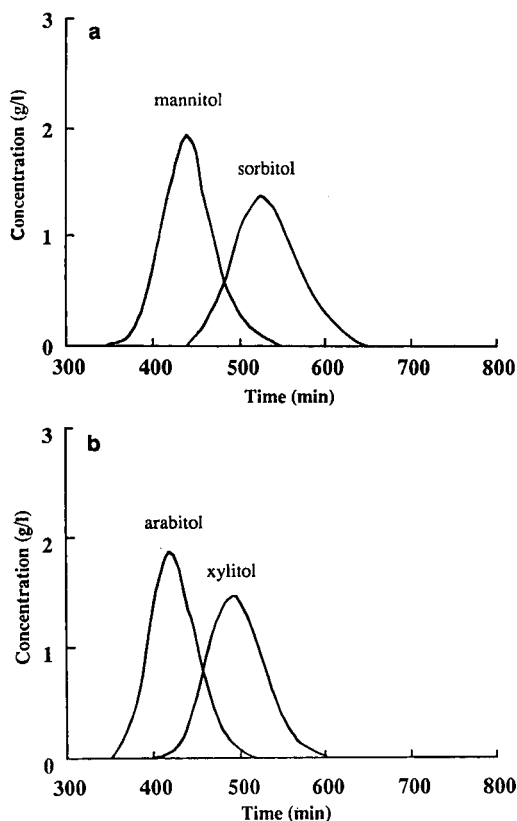 a
Concentration (g/l)
3
2
1
0
mannitol
sorbitol
300 400 500 600 700 800
Time (min)
b
Concentration (g/l)
3
2
1
0
arabitol
xylitol
300 400 500 600 700 800
Time (min)